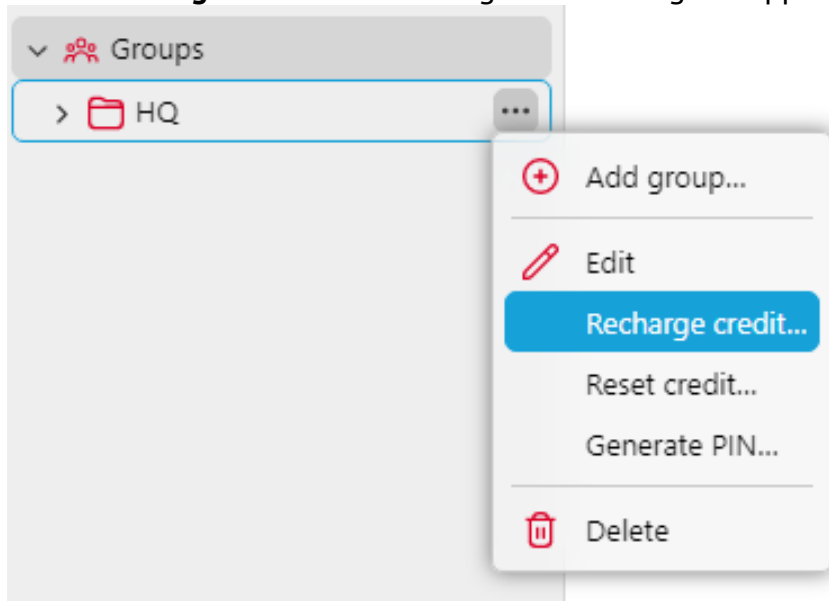 Groups
HQ
Add group...
Edit
Recharge credit...
Reset credit...
Generate PIN...
Delete